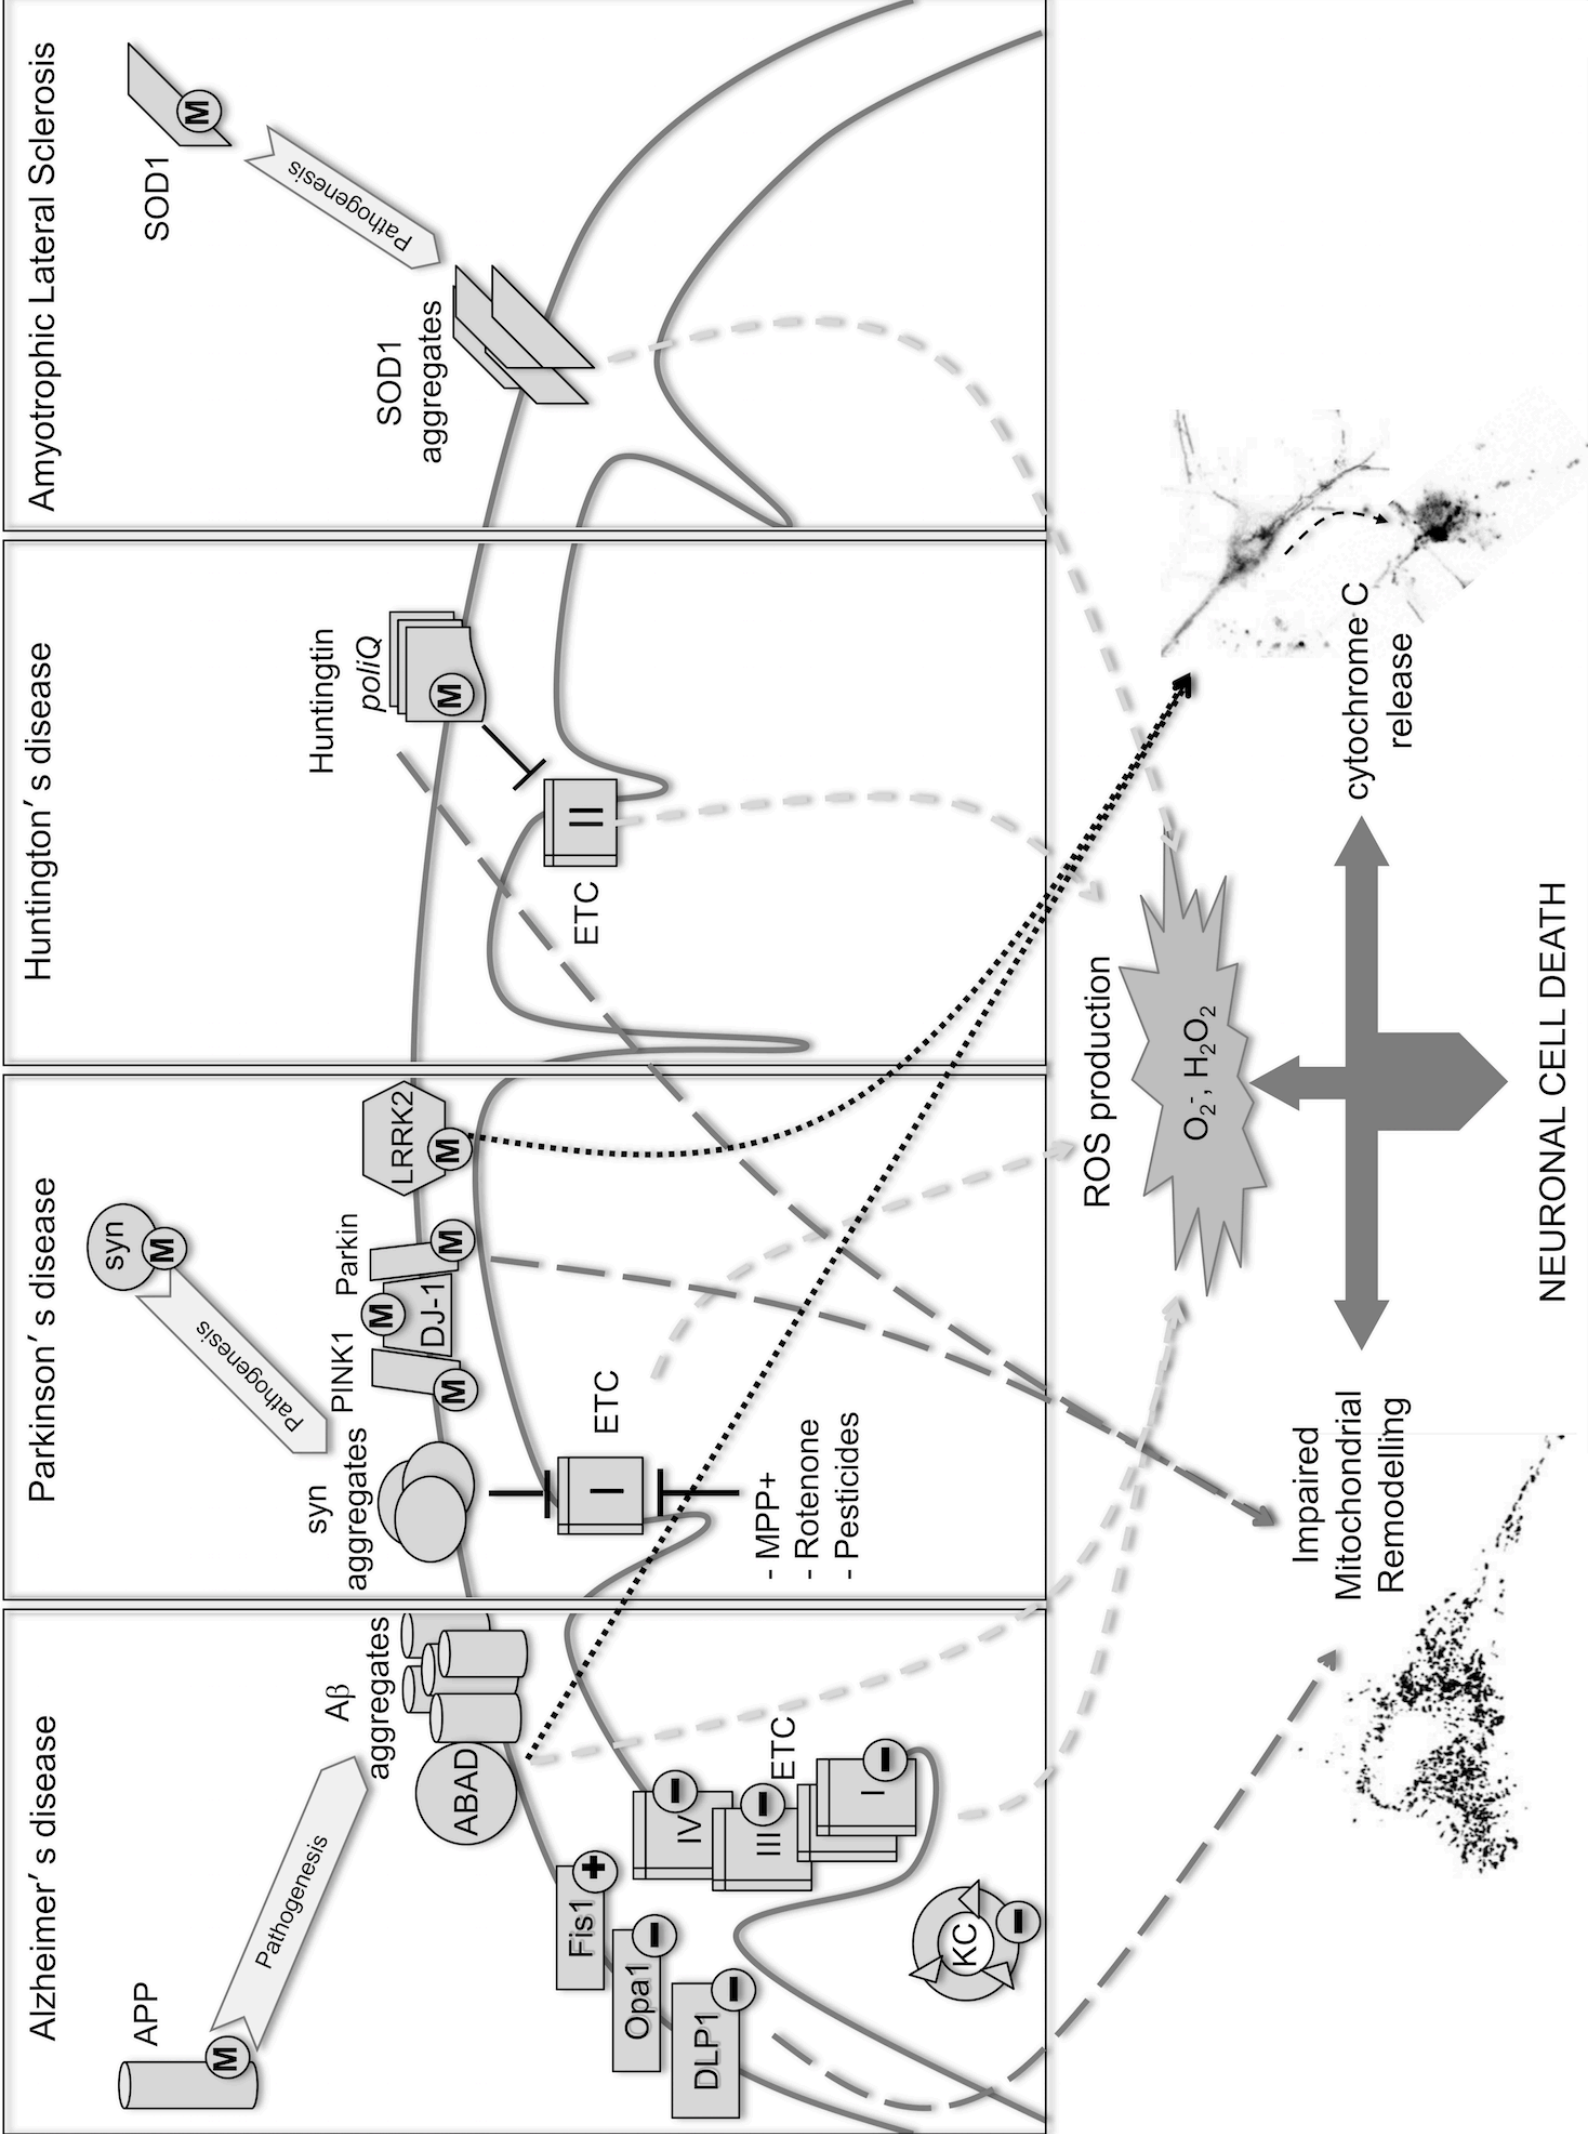 Alzheimer´s disease
APP
M
Pathogenesis
Aβ
aggregates
ABAD
Fis1
+
Opa1
−
DLP1
−
IV
−
III
−
ETC
I
−
KC
−
Parkinson´s disease
syn
M
Pathogenesis
syn
aggregates
PINK1
Parkin
M
DJ-1
M
M
LRRK2
M
I
ETC
- MPP+
- Rotenone
- Pesticides
Huntington´s disease
Huntingtin
poliQ
M
II
ETC
Amyotrophic Lateral Sclerosis
SOD1
M
Pathogenesis
SOD1
aggregates
ROS production
O₂⁻, H₂O₂
Impaired
Mitochondrial
Remodelling
cytochrome C
release
NEURONAL CELL DEATH